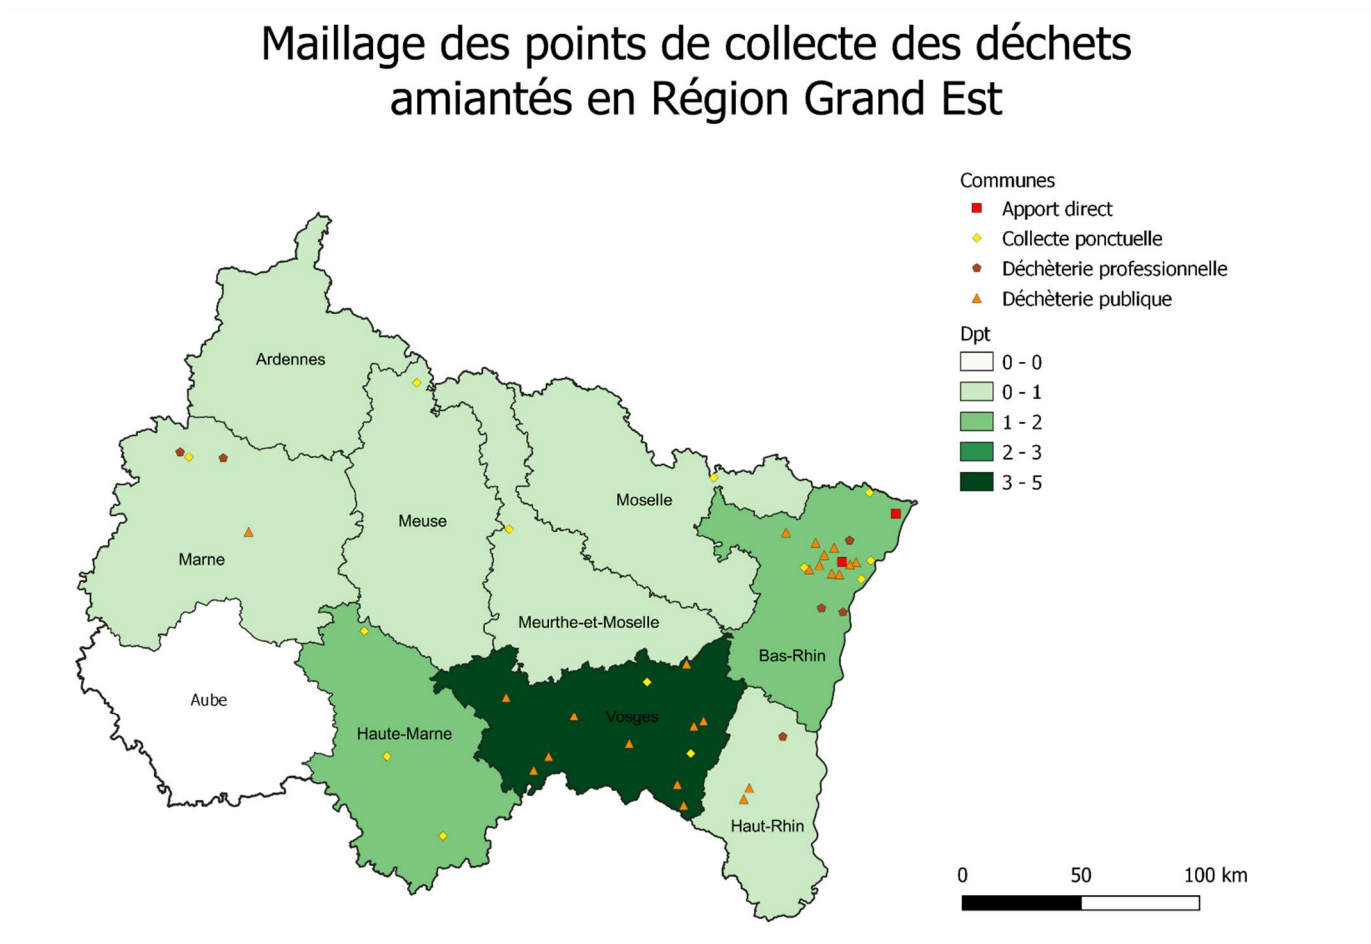 Maillage des points de collecte des déchets
amiantés en Région Grand Est
Communes
Apport direct
Collecte ponctuelle
Déchèterie professionnelle
Déchèterie publique
Dpt
0 - 0
0 - 1
1 - 2
2 - 3
3 - 5
Ardennes
Moselle
Meuse
Marne
Meurthe-et-Moselle
Bas-Rhin
Aube
Vosges
Haute-Marne
Haut-Rhin
0 50 100 km